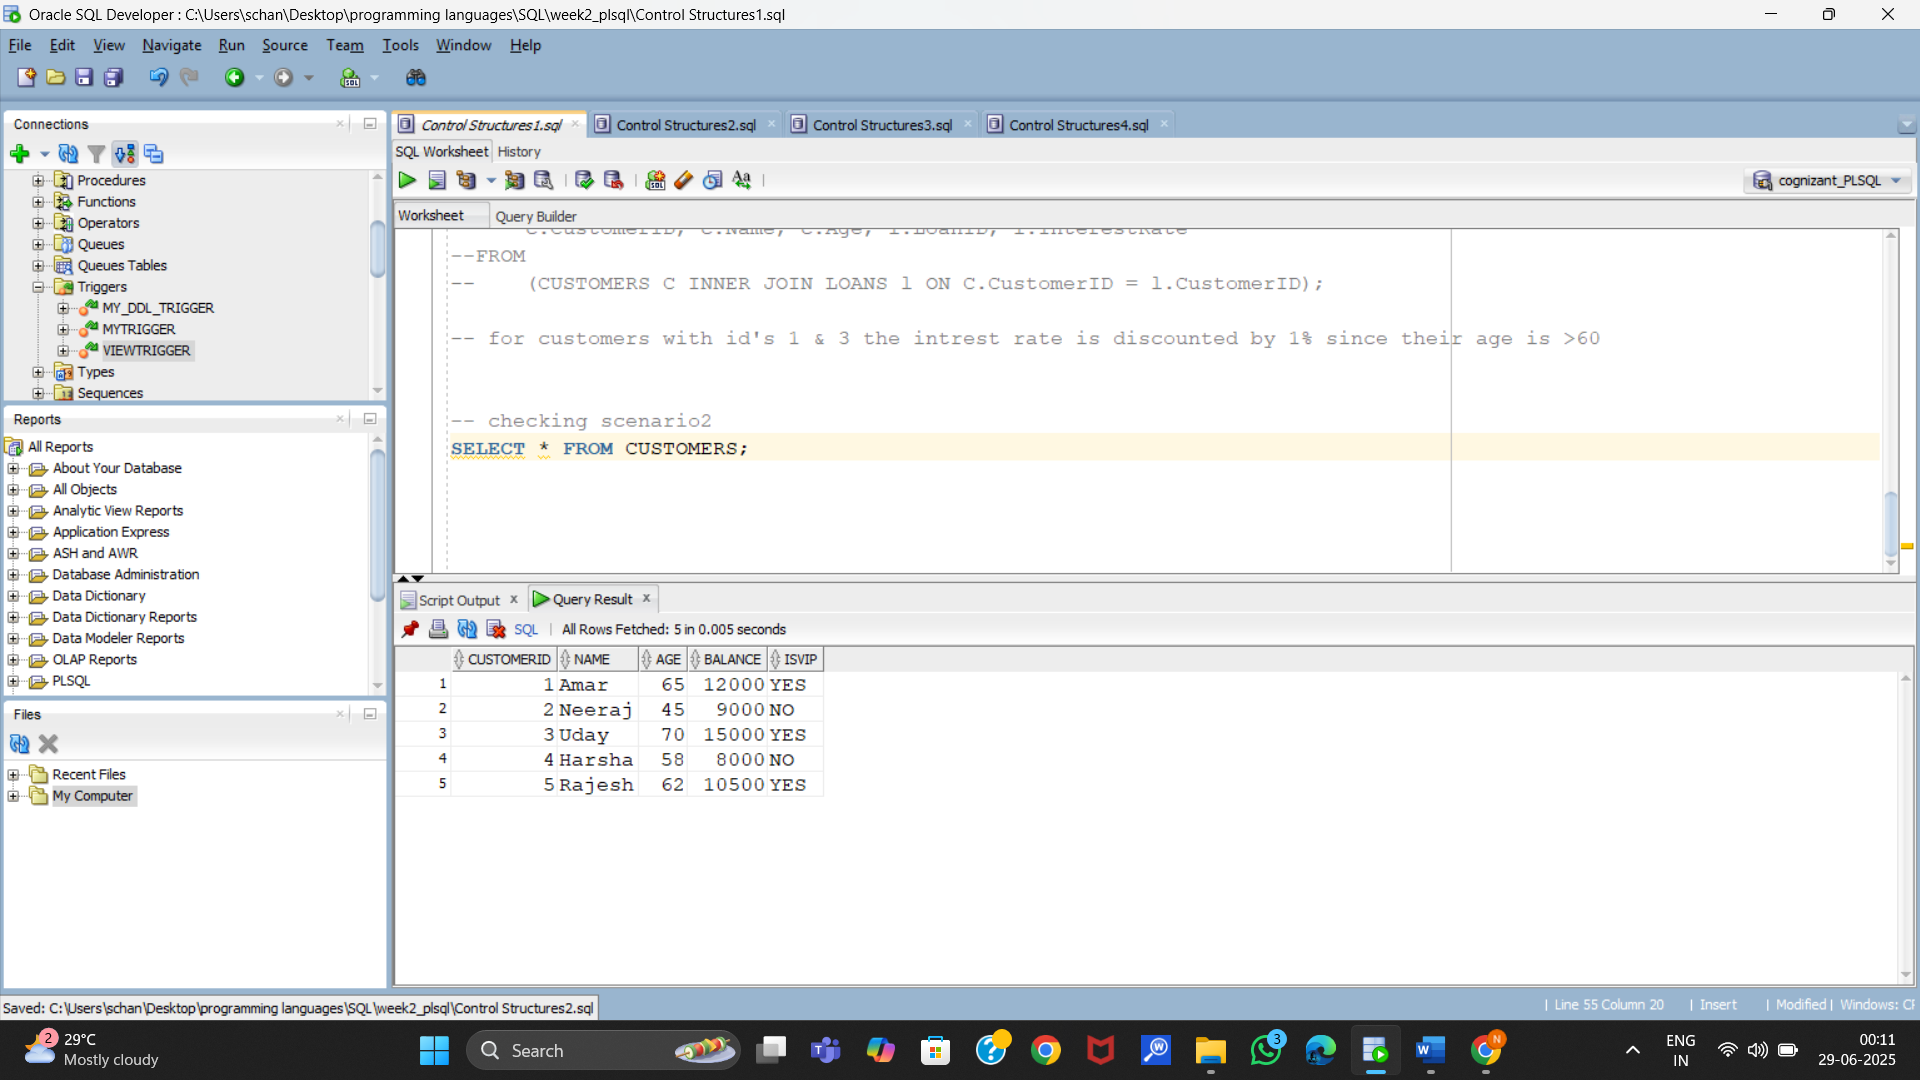 Oracle SQL Developer : C:\Users\schan\Desktop\programming languages\SQL\week2_plsql\Control Structures1.sql
File Edit View Navigate Run Source Team Tools Window Help
Connections
Procedures
Functions
Operators
Queues
Queues Tables
Triggers
MY_DDL_TRIGGER
MYTRIGGER
VIEWTRIGGER
Types
Sequences
Reports
All Reports
About Your Database
All Objects
Analytic View Reports
Application Express
ASH and AWR
Database Administration
Data Dictionary
Data Dictionary Reports
Data Modeler Reports
OLAP Reports
PLSQL
Files
Recent Files
My Computer
Control Structures1.sql Control Structures2.sql Control Structures3.sql Control Structures4.sql
SQL Worksheet History
cognizant_PLSQL
Worksheet Query Builder
C.CustomerID, C.Name, C.Age, l.LoanID, l.InterestRate
--FROM
-- (CUSTOMERS C INNER JOIN LOANS l ON C.CustomerID = l.CustomerID);
-- for customers with id's 1 & 3 the intrest rate is discounted by 1% since their age is >60
-- checking scenario2
SELECT * FROM CUSTOMERS;
Script Output Query Result
SQL All Rows Fetched: 5 in 0.005 seconds
CUSTOMERID NAME AGE BALANCE ISVIP
1 1 Amar 65 12000 YES
2 2 Neeraj 45 9000 NO
3 3 Uday 70 15000 YES
4 4 Harsha 58 8000 NO
5 5 Rajesh 62 10500 YES
Saved: C:\Users\schan\Desktop\programming languages\SQL\week2_plsql\Control Structures2.sql
Line 55 Column 20 Insert Modified Windows: CF
2
29°C
Mostly cloudy
Search
3
N
ENG
IN
00:11
29-06-2025